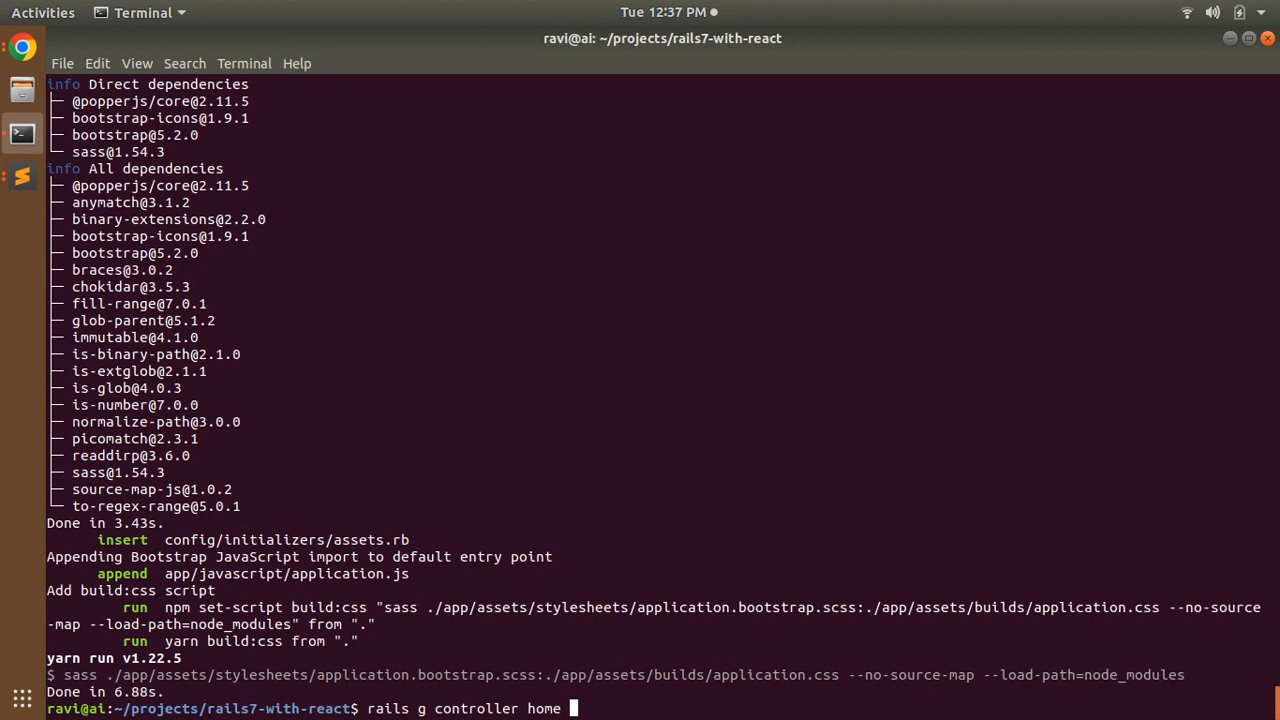 Activities Terminal Tue 12:37 PM
ravi@ai: ~/projects/rails7-with-react
File Edit View Search Terminal Help
info Direct dependencies
├─ @popperjs/core@2.11.5
├─ bootstrap-icons@1.9.1
├─ bootstrap@5.2.0
└─ sass@1.54.3
info All dependencies
├─ @popperjs/core@2.11.5
├─ anymatch@3.1.2
├─ binary-extensions@2.2.0
├─ bootstrap-icons@1.9.1
├─ bootstrap@5.2.0
├─ braces@3.0.2
├─ chokidar@3.5.3
├─ fill-range@7.0.1
├─ glob-parent@5.1.2
├─ immutable@4.1.0
├─ is-binary-path@2.1.0
├─ is-extglob@2.1.1
├─ is-glob@4.0.3
├─ is-number@7.0.0
├─ normalize-path@3.0.0
├─ picomatch@2.3.1
├─ readdirp@3.6.0
├─ sass@1.54.3
├─ source-map-js@1.0.2
└─ to-regex-range@5.0.1
Done in 3.43s.
insert config/initializers/assets.rb
Appending Bootstrap JavaScript import to default entry point
append app/javascript/application.js
Add build:css script
run npm set-script build:css "sass ./app/assets/stylesheets/application.bootstrap.scss:./app/assets/builds/application.css --no-source
-map --load-path=node_modules" from "."
run yarn build:css from "."
yarn run v1.22.5
$ sass ./app/assets/stylesheets/application.bootstrap.scss:./app/assets/builds/application.css --no-source-map --load-path=node_modules
Done in 6.88s.
ravi@ai:~/projects/rails7-with-react$ rails g controller home